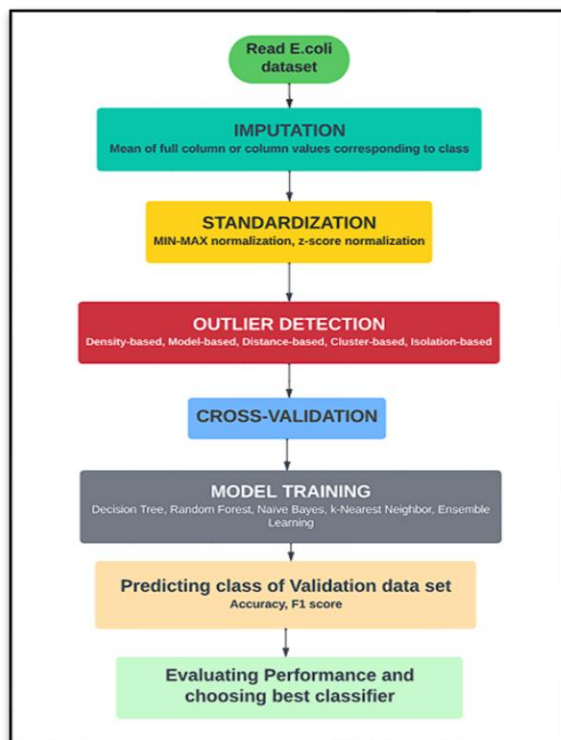 Read E.coli
dataset
IMPUTATION
Mean of full column or column values corresponding to class
STANDARDIZATION
MIN-MAX normalization, z-score normalization
OUTLIER DETECTION
Density-based, Model-based, Distance-based, Cluster-based, Isolation-based
CROSS-VALIDATION
MODEL TRAINING
Decision Tree, Random Forest, Naïve Bayes, k-Nearest Neighbor, Ensemble
Learning
Predicting class of Validation data set
Accuracy, F1 score
Evaluating Performance and
choosing best classifier